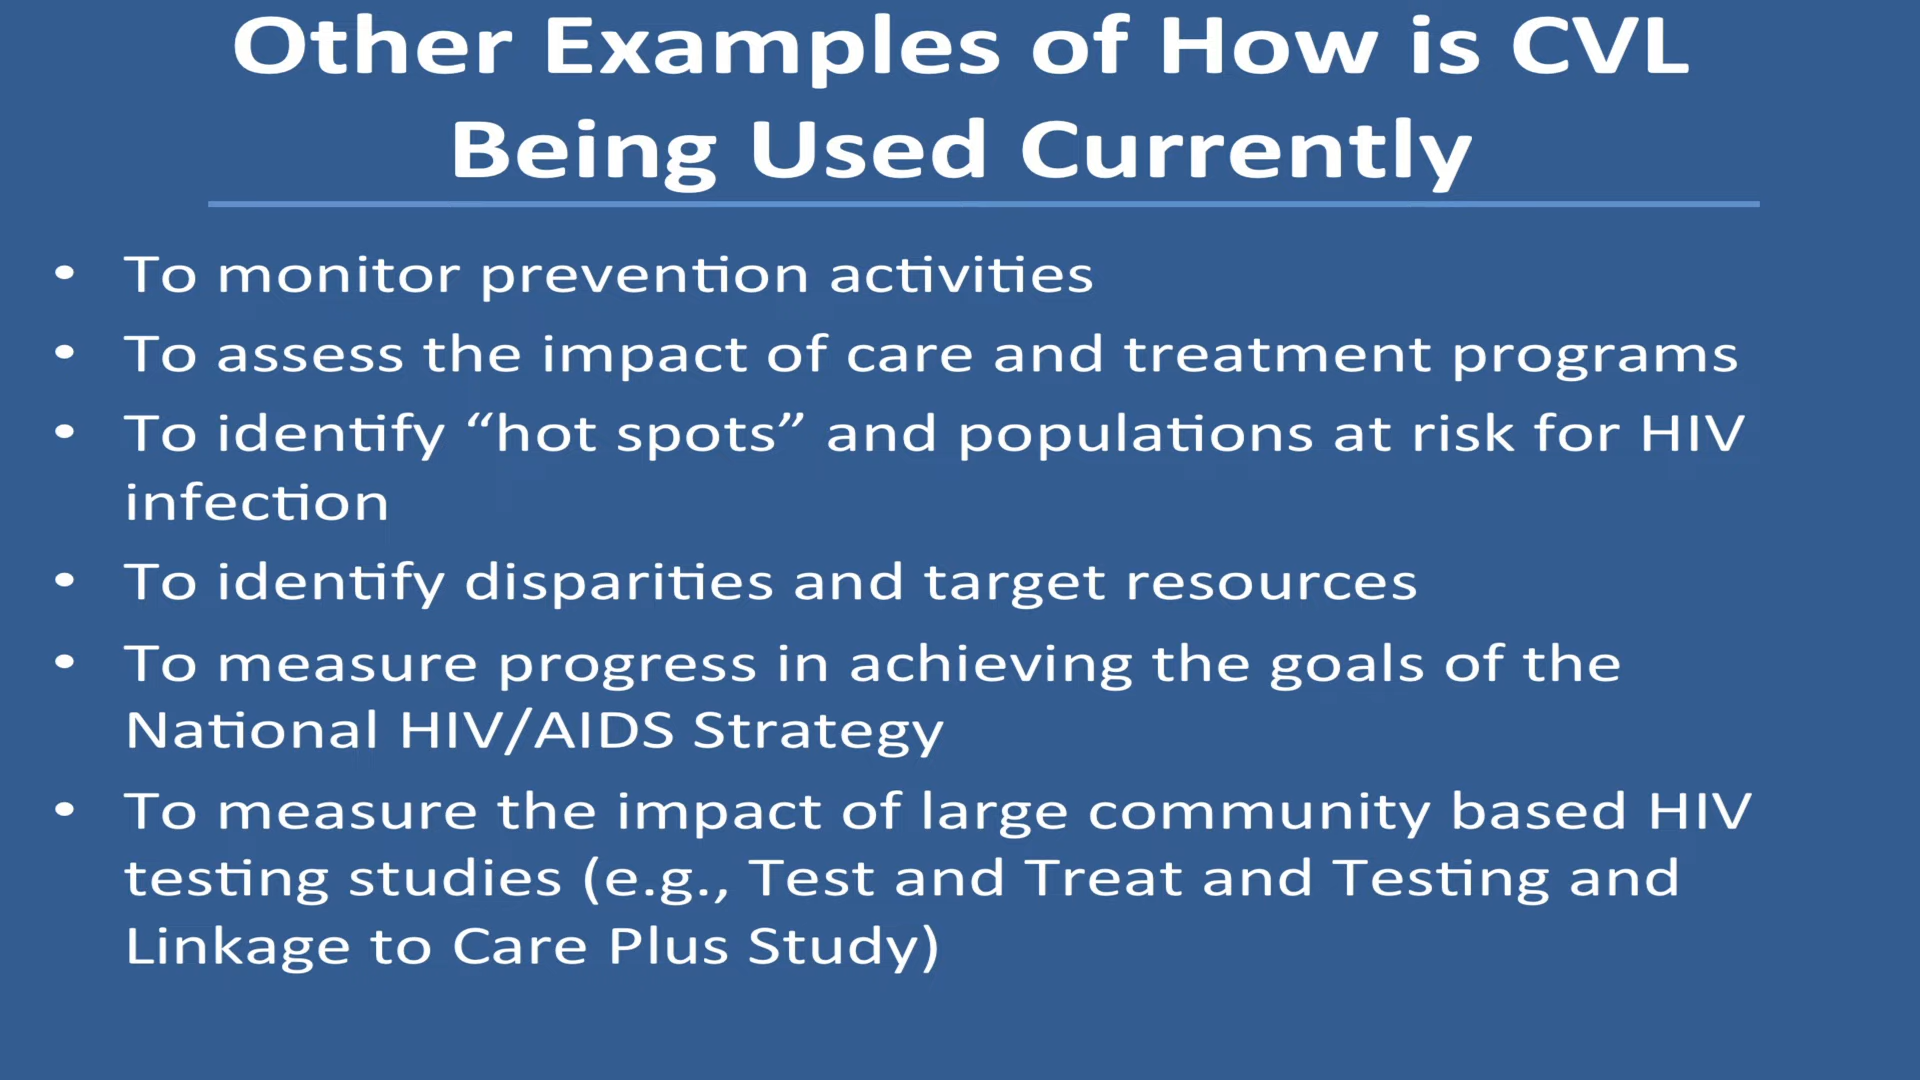 Other Examples of How is CVL
Being Used Currently
• To monitor prevention activities
• To assess the impact of care and treatment programs
• To identify “hot spots” and populations at risk for HIV
infection
• To identify disparities and target resources
• To measure progress in achieving the goals of the
National HIV/AIDS Strategy
• To measure the impact of large community based HIV
testing studies (e.g., Test and Treat and Testing and
Linkage to Care Plus Study)